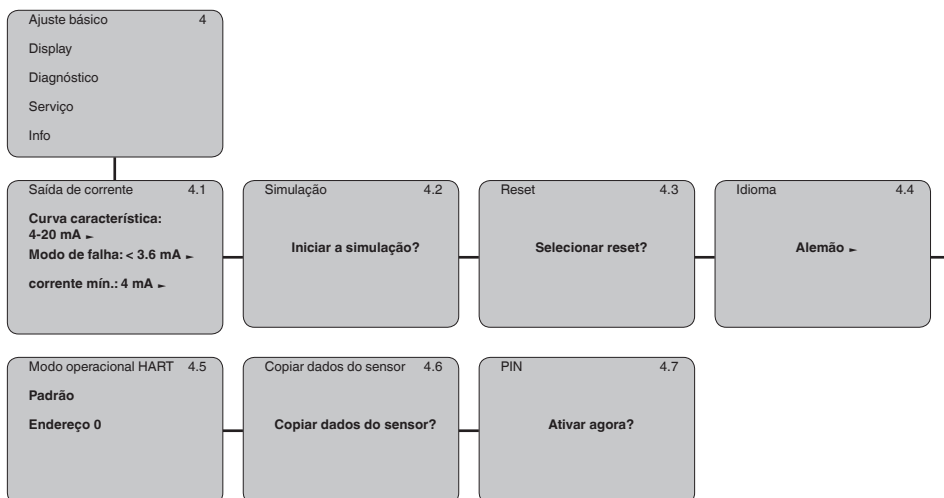 Ajuste básico 4
Display
Diagnóstico
Serviço
Info
Saída de corrente 4.1
Curva característica:
4-20 mA ►
Modo de falha: < 3.6 mA ►
corrente mín.: 4 mA ►
Simulação 4.2
Iniciar a simulação?
Reset 4.3
Selecionar reset?
Idioma 4.4
Alemão ►
Modo operacional HART 4.5
Padrão
Endereço 0
Copiar dados do sensor 4.6
Copiar dados do sensor?
PIN 4.7
Ativar agora?